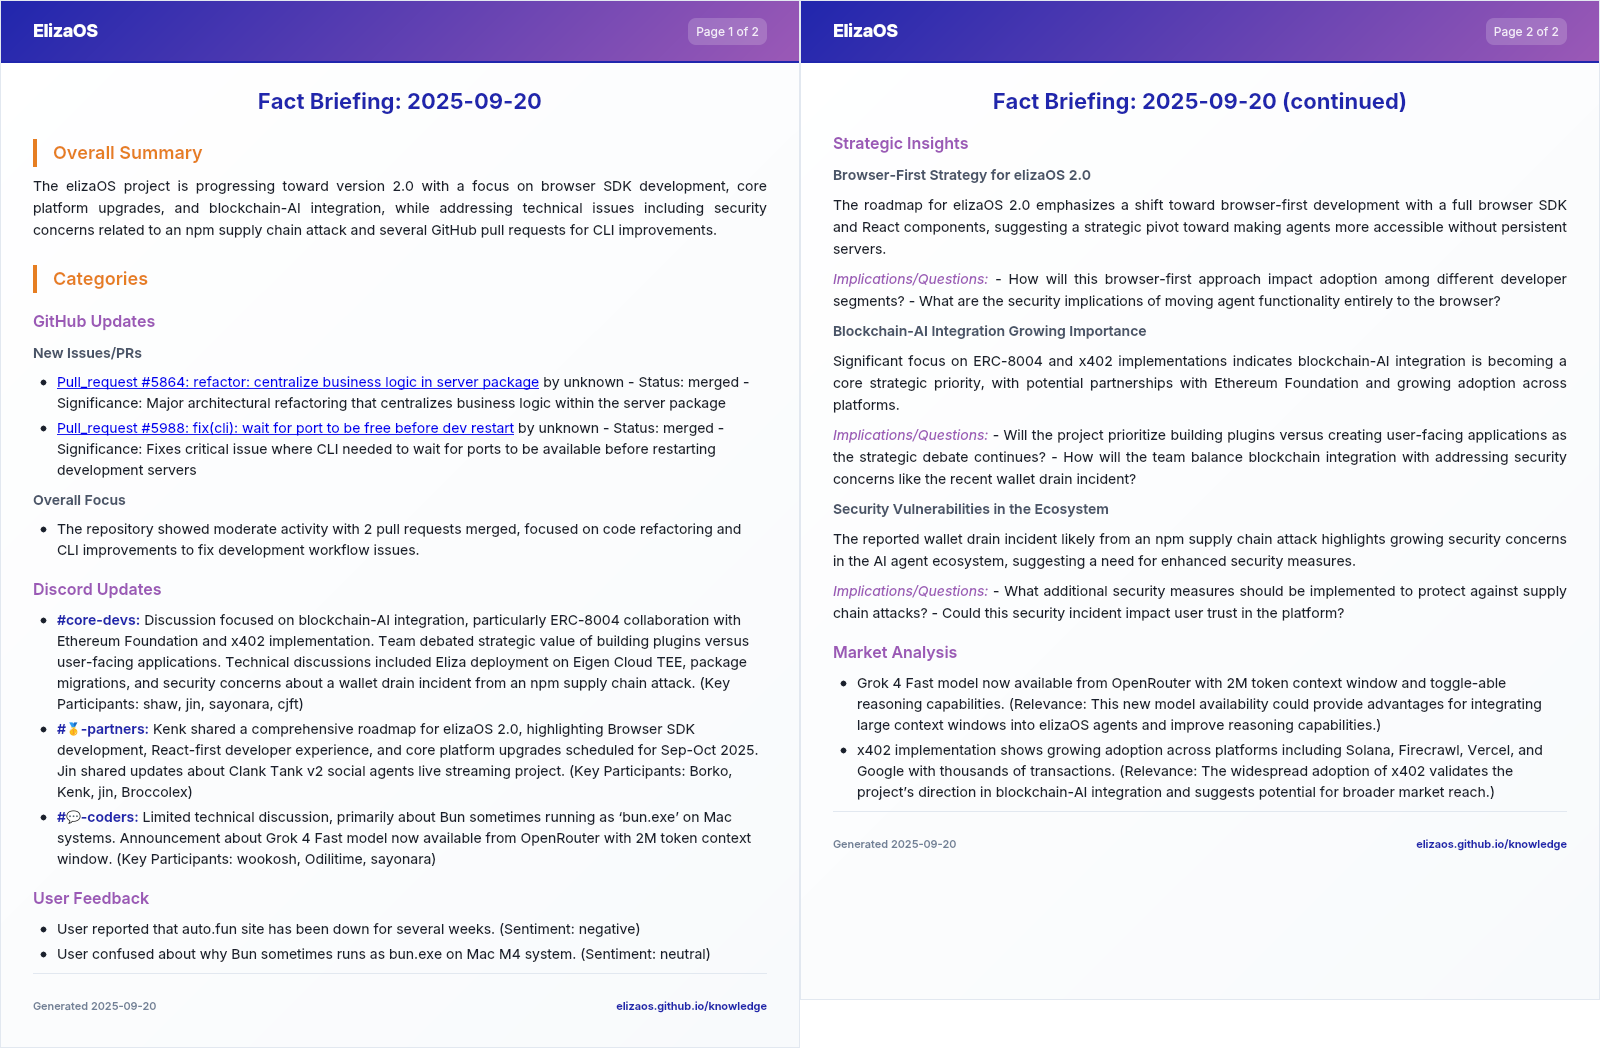 ElizaOS
Page 1 of 2
Fact Briefing: 2025-09-20
Overall Summary
The elizaOS project is progressing toward version 2.0 with a focus on browser SDK development, core
platform upgrades, and blockchain-AI integration, while addressing technical issues including security
concerns related to an npm supply chain attack and several GitHub pull requests for CLI improvements.
Categories
GitHub Updates
New Issues/PRs
• Pull_request #5864: refactor: centralize business logic in server package by unknown - Status: merged -
Significance: Major architectural refactoring that centralizes business logic within the server package
• Pull_request #5988: fix(cli): wait for port to be free before dev restart by unknown - Status: merged -
Significance: Fixes critical issue where CLI needed to wait for ports to be available before restarting
development servers
Overall Focus
• The repository showed moderate activity with 2 pull requests merged, focused on code refactoring and
CLI improvements to fix development workflow issues.
Discord Updates
• #core-devs: Discussion focused on blockchain-AI integration, particularly ERC-8004 collaboration with
Ethereum Foundation and x402 implementation. Team debated strategic value of building plugins versus
user-facing applications. Technical discussions included Eliza deployment on Eigen Cloud TEE, package
migrations, and security concerns about a wallet drain incident from an npm supply chain attack. (Key
Participants: shaw, jin, sayonara, cjft)
• #🥇-partners: Kenk shared a comprehensive roadmap for elizaOS 2.0, highlighting Browser SDK
development, React-first developer experience, and core platform upgrades scheduled for Sep-Oct 2025.
Jin shared updates about Clank Tank v2 social agents live streaming project. (Key Participants: Borko,
Kenk, jin, Broccolex)
• #💬-coders: Limited technical discussion, primarily about Bun sometimes running as ‘bun.exe’ on Mac
systems. Announcement about Grok 4 Fast model now available from OpenRouter with 2M token context
window. (Key Participants: wookosh, Odilitime, sayonara)
User Feedback
• User reported that auto.fun site has been down for several weeks. (Sentiment: negative)
• User confused about why Bun sometimes runs as bun.exe on Mac M4 system. (Sentiment: neutral)
Generated 2025-09-20
elizaos.github.io/knowledge
ElizaOS
Page 2 of 2
Fact Briefing: 2025-09-20 (continued)
Strategic Insights
Browser-First Strategy for elizaOS 2.0
The roadmap for elizaOS 2.0 emphasizes a shift toward browser-first development with a full browser SDK
and React components, suggesting a strategic pivot toward making agents more accessible without persistent
servers.
Implications/Questions: - How will this browser-first approach impact adoption among different developer
segments? - What are the security implications of moving agent functionality entirely to the browser?
Blockchain-AI Integration Growing Importance
Significant focus on ERC-8004 and x402 implementations indicates blockchain-AI integration is becoming a
core strategic priority, with potential partnerships with Ethereum Foundation and growing adoption across
platforms.
Implications/Questions: - Will the project prioritize building plugins versus creating user-facing applications as
the strategic debate continues? - How will the team balance blockchain integration with addressing security
concerns like the recent wallet drain incident?
Security Vulnerabilities in the Ecosystem
The reported wallet drain incident likely from an npm supply chain attack highlights growing security concerns
in the AI agent ecosystem, suggesting a need for enhanced security measures.
Implications/Questions: - What additional security measures should be implemented to protect against supply
chain attacks? - Could this security incident impact user trust in the platform?
Market Analysis
• Grok 4 Fast model now available from OpenRouter with 2M token context window and toggle-able
reasoning capabilities. (Relevance: This new model availability could provide advantages for integrating
large context windows into elizaOS agents and improve reasoning capabilities.)
• x402 implementation shows growing adoption across platforms including Solana, Firecrawl, Vercel, and
Google with thousands of transactions. (Relevance: The widespread adoption of x402 validates the
project’s direction in blockchain-AI integration and suggests potential for broader market reach.)
Generated 2025-09-20
elizaos.github.io/knowledge